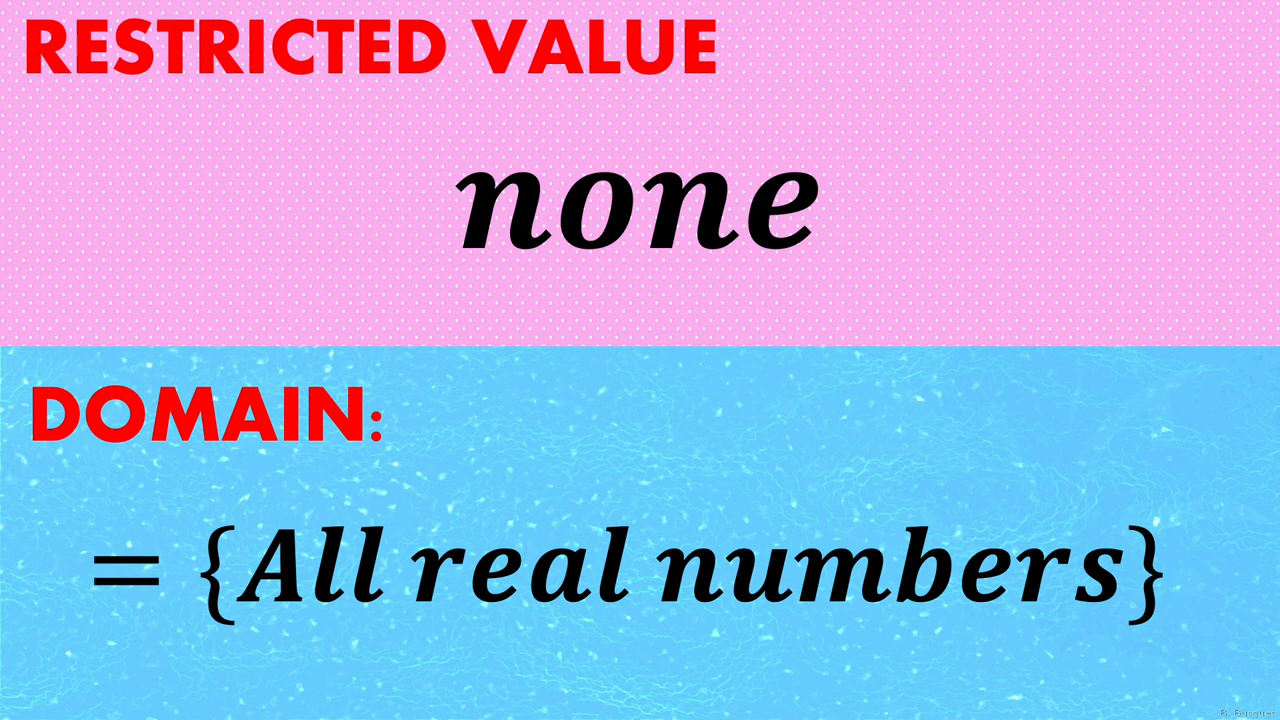 RESTRICTED VALUE
none
DOMAIN:
= {All real numbers}